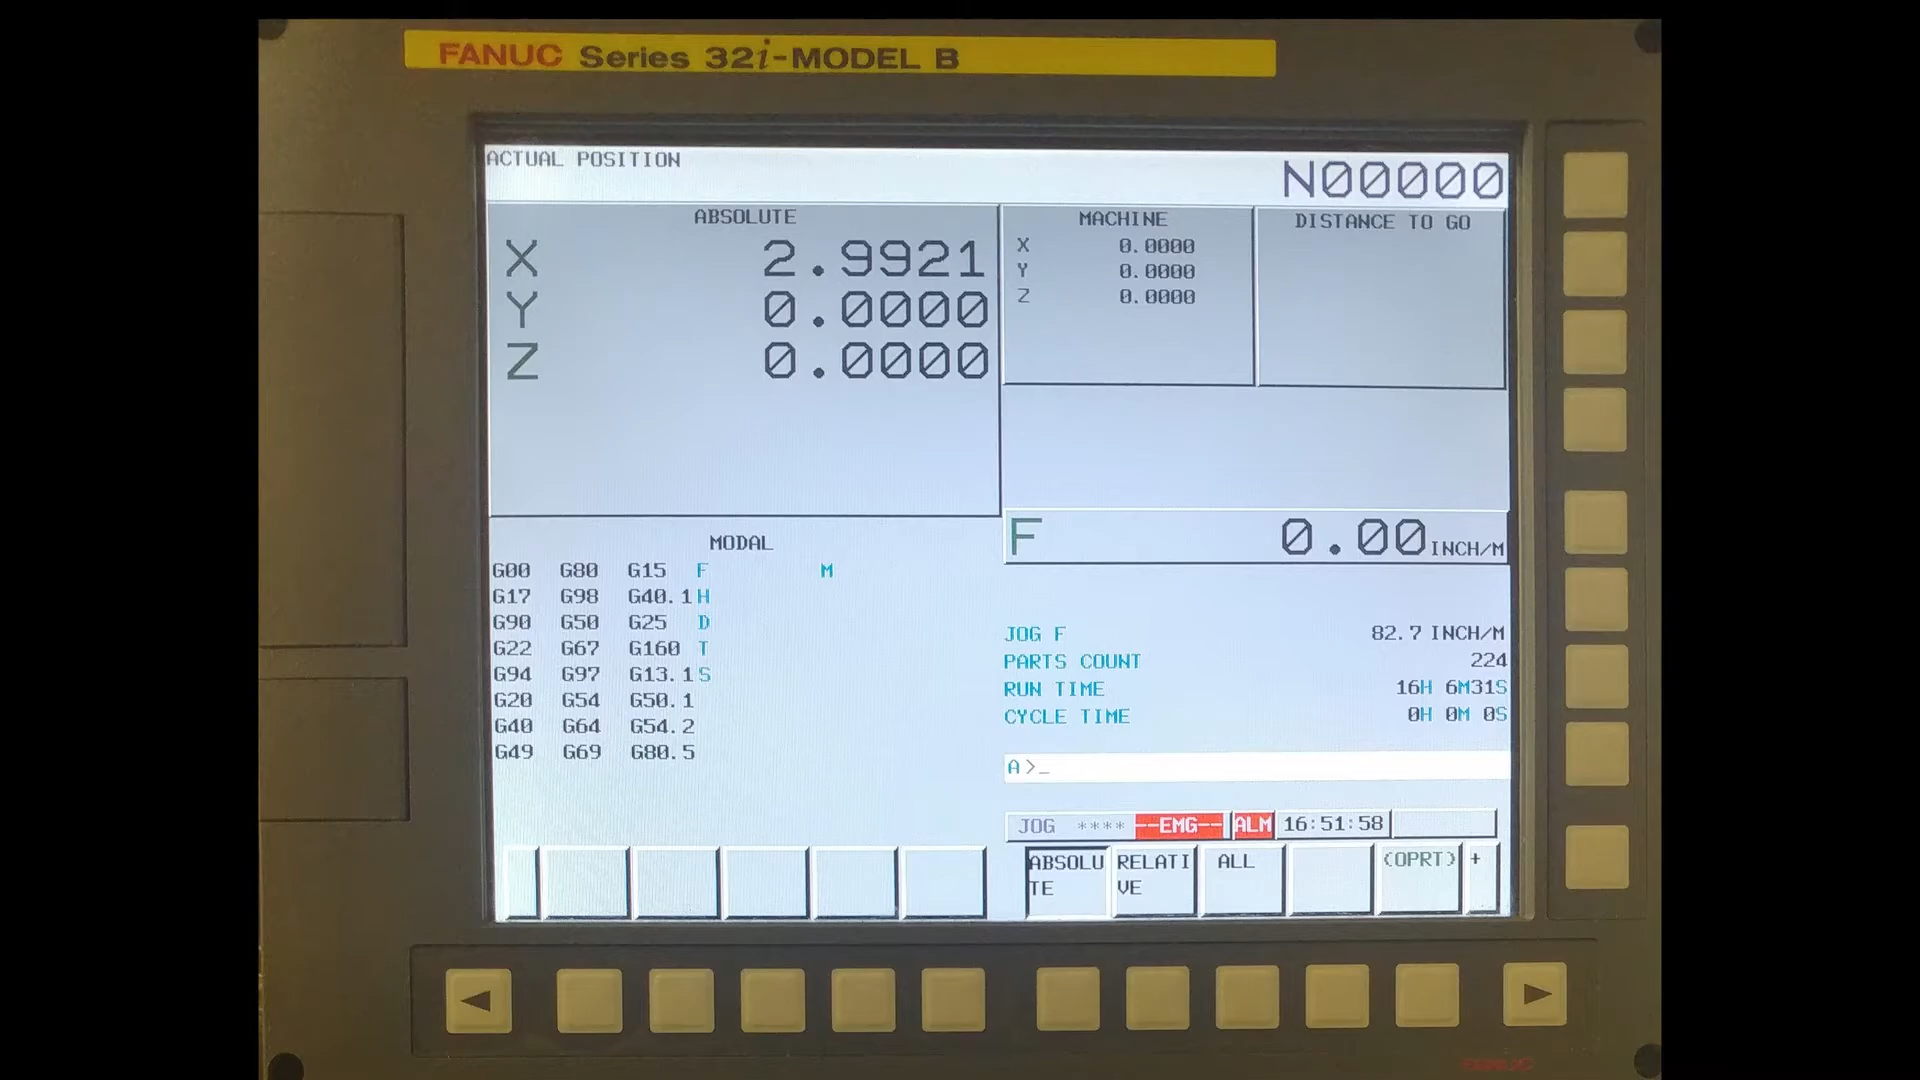 FANUC Series 32i-MODEL B
ACTUAL POSITION
N00000
ABSOLUTE
X 2.9921
Y 0.0000
Z 0.0000
MACHINE
X 0.0000
Y 0.0000
Z 0.0000
DISTANCE TO GO
F 0.00 INCH/M
MODAL
G00 G80 G15 F M
G17 G98 G40.1 H
G90 G50 G25 D
G22 G67 G160 T
G94 G97 G13.1 S
G20 G54 G50.1
G40 G64 G54.2
G49 G69 G80.5
JOG F 82.7 INCH/M
PARTS COUNT 224
RUN TIME 16H 6M31S
CYCLE TIME 0H 0M 0S
A >_
JOG **** --EMG-- ALM 16:51:58
ABSOLU
TE
RELATI
VE
ALL
(OPRT)
+
FANUC